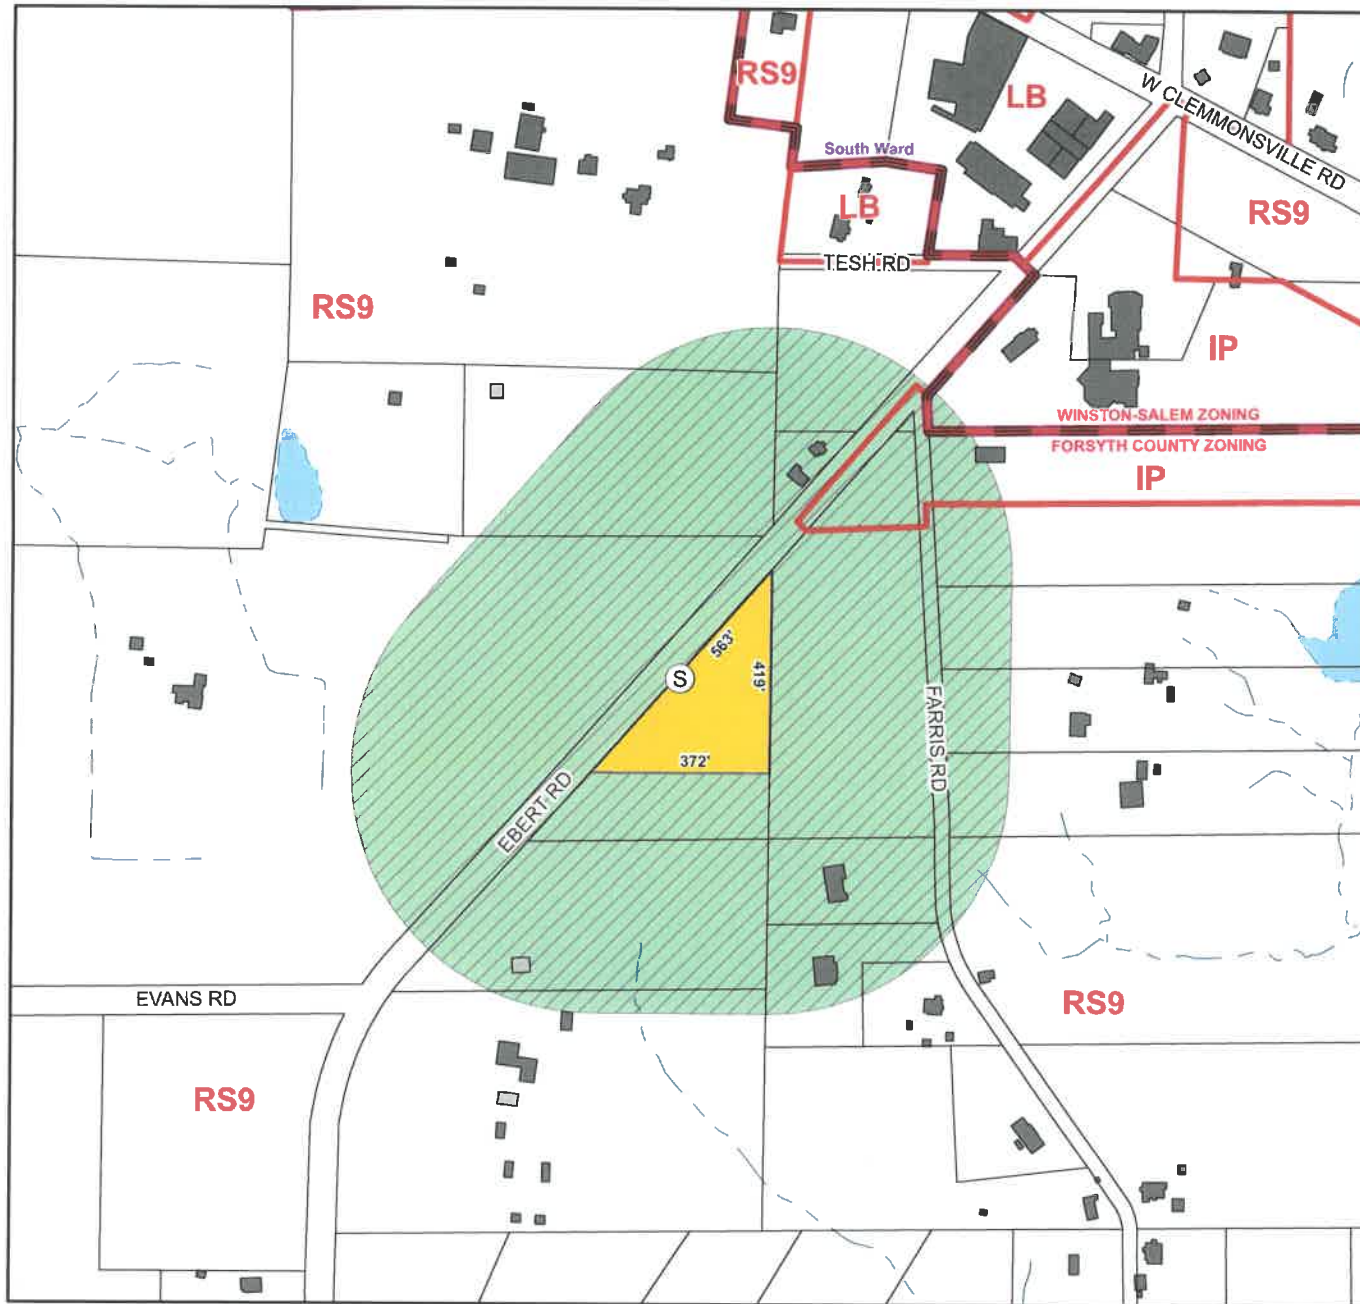 RS9
LB
W CLEMMONSVILLE RD
South Ward
LB
RS9
TESH RD
RS9
IP
WINSTON-SALEM ZONING
FORSYTH COUNTY ZONING
IP
563'
419'
S
FARRIS RD
372'
EBERT RD
EVANS RD
RS9
RS9